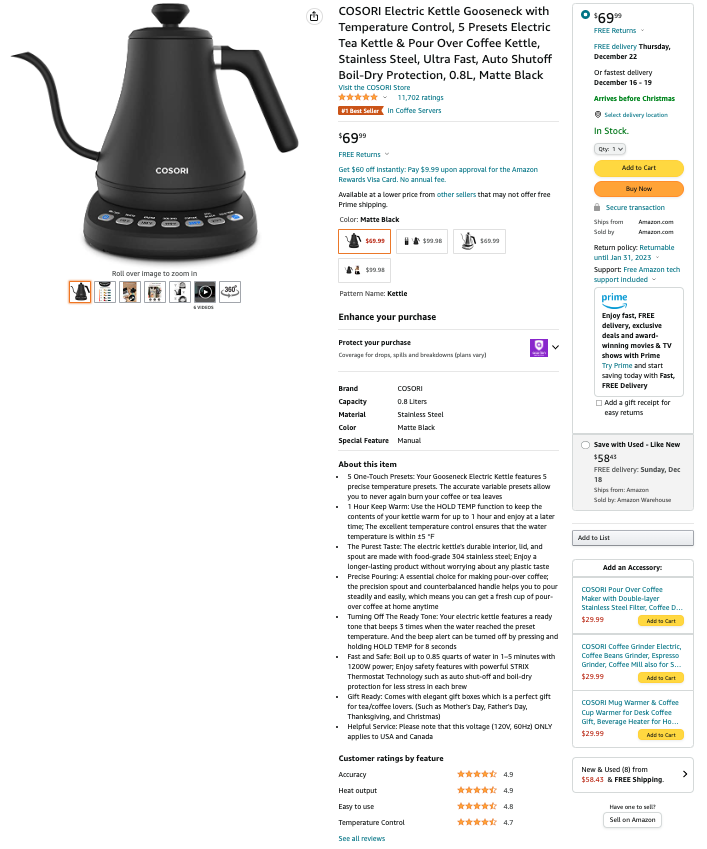 COSORI
Roll over image to zoom in
6 VIDEOS
360°
COSORI Electric Kettle Gooseneck with
Temperature Control, 5 Presets Electric
Tea Kettle & Pour Over Coffee Kettle,
Stainless Steel, Ultra Fast, Auto Shutoff
Boil-Dry Protection, 0.8L, Matte Black
Visit the COSORI Store
11,702 ratings
#1 Best Seller in Coffee Servers
$69⁹⁹
FREE Returns
Get $60 off instantly: Pay $9.99 upon approval for the Amazon
Rewards Visa Card. No annual fee.
Available at a lower price from other sellers that may not offer free
Prime shipping.
Color: Matte Black
$69.99 $99.98 $69.99
$99.98
Pattern Name: Kettle
Enhance your purchase
Protect your purchase
Coverage for drops, spills and breakdowns (plans vary)
Brand COSORI
Capacity 0.8 Liters
Material Stainless Steel
Color Matte Black
Special Feature Manual
About this item
• 5 One-Touch Presets: Your Gooseneck Electric Kettle features 5
precise temperature presets. The accurate variable presets allow
you to never again burn your coffee or tea leaves
• 1 Hour Keep Warm: Use the HOLD TEMP function to keep the
contents of your kettle warm for up to 1 hour and enjoy at a later
time; The excellent temperature control ensures that the water
temperature is within ±5 °F
• The Purest Taste: The electric kettle's durable interior, lid, and
spout are made with food-grade 304 stainless steel; Enjoy a
longer-lasting product without worrying about any plastic taste
• Precise Pouring: A essential choice for making pour-over coffee;
the precision spout and counterbalanced handle helps you to pour
steadily and easily, which means you can get a fresh cup of pour-
over coffee at home anytime
• Turning Off The Ready Tone: Your electric kettle features a ready
tone that beeps 3 times when the water reached the preset
temperature. And the beep alert can be turned off by pressing and
holding HOLD TEMP for 8 seconds
• Fast and Safe: Boil up to 0.85 quarts of water in 1–5 minutes with
1200W power; Enjoy safety features with powerful STRIX
Thermostat Technology such as auto shut-off and boil-dry
protection for less stress in each brew
• Gift Ready: Comes with elegant gift boxes which is a perfect gift
for tea/coffee lovers. (Such as Mother's Day, Father's Day,
Thanksgiving, and Christmas)
• Helpful Service: Please note that this voltage (120V, 60Hz) ONLY
applies to USA and Canada
Customer ratings by feature
Accuracy 4.9
Heat output 4.9
Easy to use 4.8
Temperature Control 4.7
See all reviews
$69⁹⁹
FREE Returns
FREE delivery Thursday,
December 22
Or fastest delivery
December 16 - 19
Arrives before Christmas
Select delivery location
In Stock.
Qty: 1
Add to Cart
Buy Now
Secure transaction
Ships from Amazon.com
Sold by Amazon.com
Return policy: Returnable
until Jan 31, 2023
Support: Free Amazon tech
support included
prime
Enjoy fast, FREE
delivery, exclusive
deals and award-
winning movies & TV
shows with Prime
Try Prime and start
saving today with Fast,
FREE Delivery
Add a gift receipt for
easy returns
Save with Used - Like New
$58⁴³
FREE delivery: Sunday, Dec
18
Ships from: Amazon
Sold by: Amazon Warehouse
Add to List
Add an Accessory:
COSORI Pour Over Coffee
Maker with Double-layer
Stainless Steel Filter, Coffee D...
$29.99 Add to Cart
COSORI Coffee Grinder Electric,
Coffee Beans Grinder, Espresso
Grinder, Coffee Mill also for S...
$29.99 Add to Cart
COSORI Mug Warmer & Coffee
Cup Warmer for Desk Coffee
Gift, Beverage Heater for Ho...
$29.99 Add to Cart
New & Used (8) from
$58.43 & FREE Shipping.
Have one to sell?
Sell on Amazon